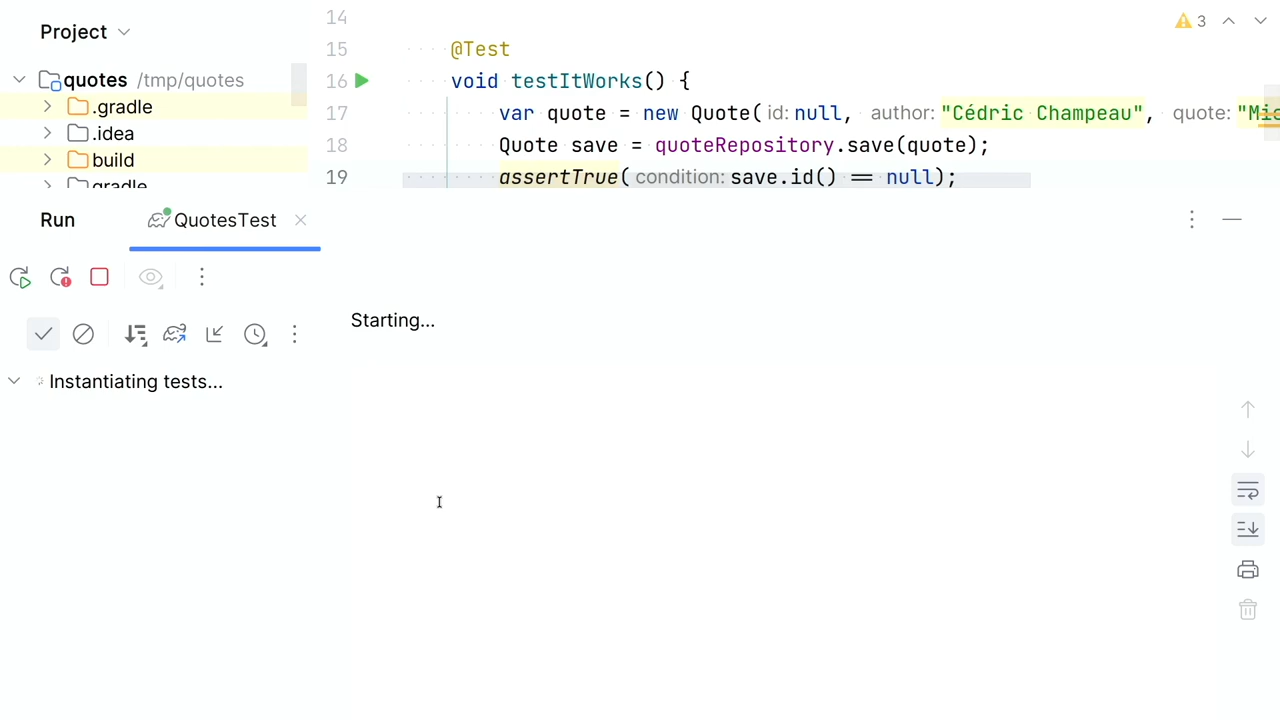 Project
14
3
15 @Test
quotes /tmp/quotes
16 void testItWorks() {
.gradle
17 var quote = new Quote( id: null, author: "Cédric Champeau", quote: "Mic
.idea
18 Quote save = quoteRepository.save(quote);
build
19 assertTrue( condition: save.id() == null);
gradle
Run
QuotesTest
Starting...
Instantiating tests...